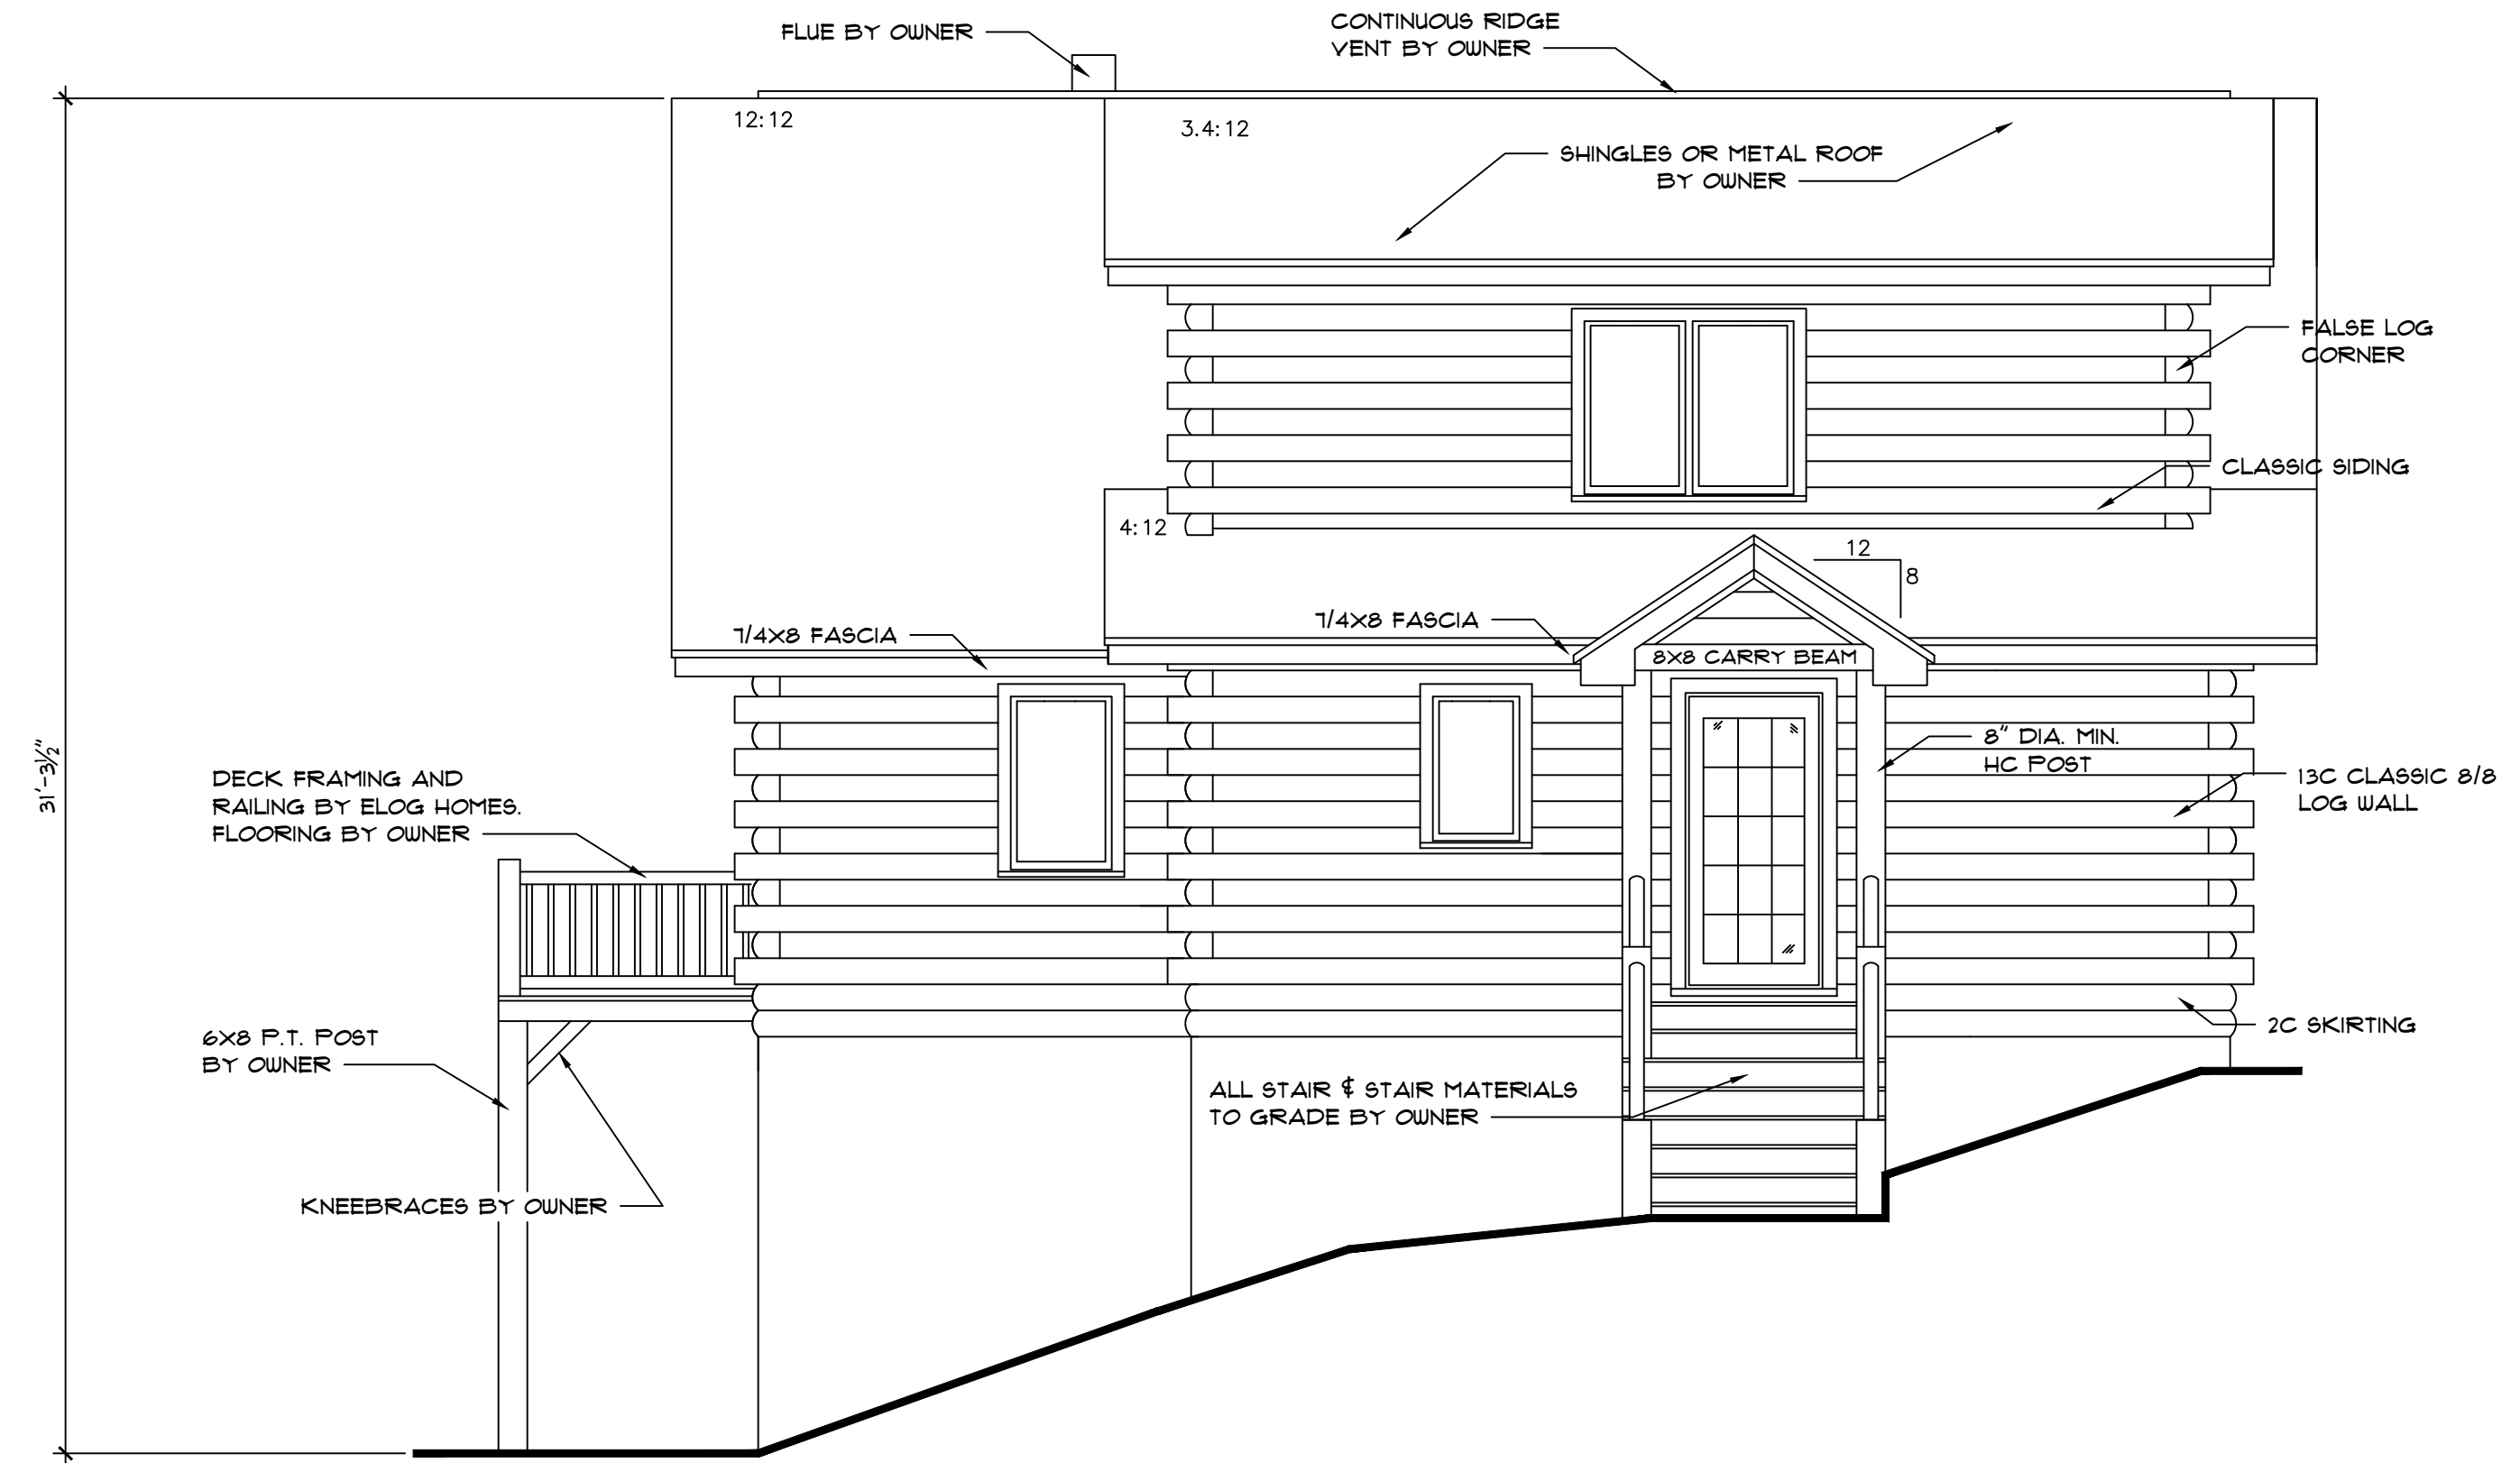 FLUE BY OWNER
CONTINUOUS RIDGE
VENT BY OWNER
12:12
3.4:12
SHINGLES OR METAL ROOF
BY OWNER
FALSE LOG
CORNER
CLASSIC SIDING
4:12
12
8
7/4X8 FASCIA
7/4X8 FASCIA
8X8 CARRY BEAM
8" DIA. MIN.
HC POST
13C CLASSIC 8/8
LOG WALL
31'-3½"
DECK FRAMING AND
RAILING BY ELOG HOMES.
FLOORING BY OWNER
6X8 P.T. POST
BY OWNER
2C SKIRTING
ALL STAIR & STAIR MATERIALS
TO GRADE BY OWNER
KNEEBRACES BY OWNER